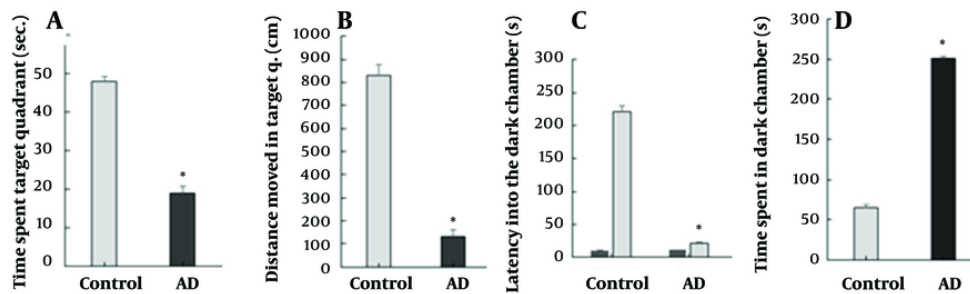 A
Time spent target quadrant (sec.)
50
40
30
20
10
0
*
Control
AD
B
Distance moved in target q. (cm)
1000
900
800
700
600
500
400
300
200
100
0
*
Control
AD
C
Latency into the dark chamber (s)
300
250
200
150
100
50
0
*
Control
AD
D
Time spent in dark chamber (s)
300
250
200
150
100
50
0
*
Control
AD